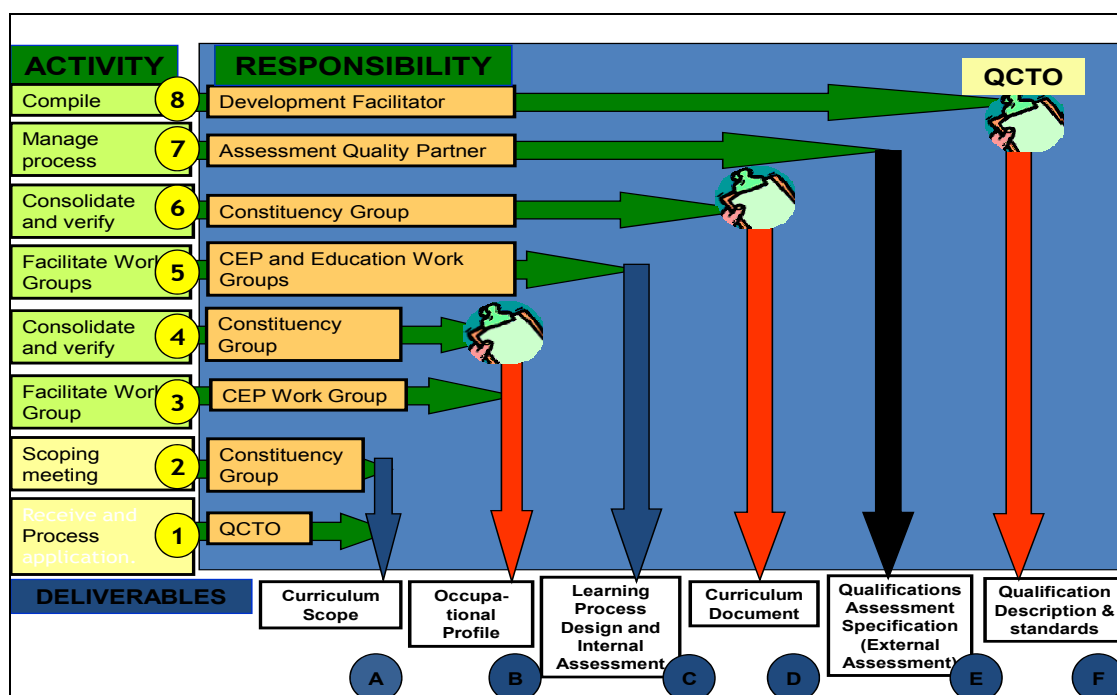 ACTIVITY
RESPONSIBILITY
QCTO
Compile
8
Development Facilitator
Manage
process
7
Assessment Quality Partner
Consolidate
and verify
6
Constituency Group
Facilitate Work
Groups
5
CEP and Education Work
Groups
Consolidate
and verify
4
Constituency
Group
Facilitate Work
Group
3
CEP Work Group
Scoping
meeting
2
Constituency
Group
Receive and
Process
application.
1
QCTO
DELIVERABLES
Curriculum
Scope
A
Occupa-
tional
Profile
B
Learning
Process
Design and
Internal
Assessment
C
Curriculum
Document
D
Qualifications
Assessment
Specification
(External
Assessment)
E
Qualification
Description &
standards
F